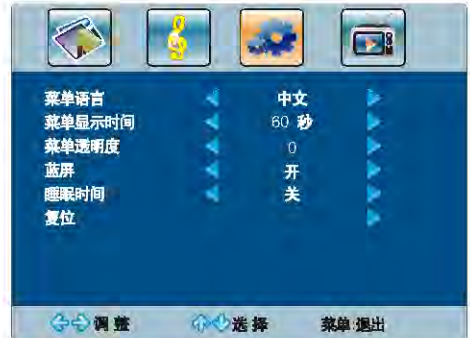 菜单语言 中文
菜单显示时间 60 秒
菜单透明度 0
蓝屏 开
睡眠时间 关
复位
调整 选择 菜单:退出